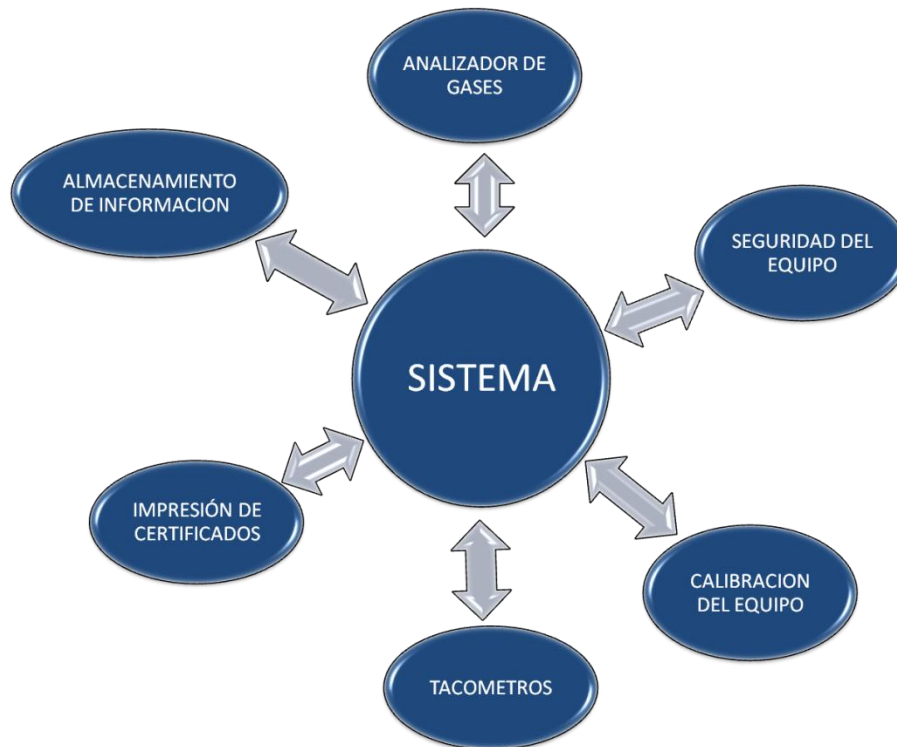 ANALIZADOR DE
GASES
ALMACENAMIENTO
DE INFORMACION
SEGURIDAD DEL
EQUIPO
SISTEMA
IMPRESIÓN DE
CERTIFICADOS
CALIBRACION
DEL EQUIPO
TACOMETROS